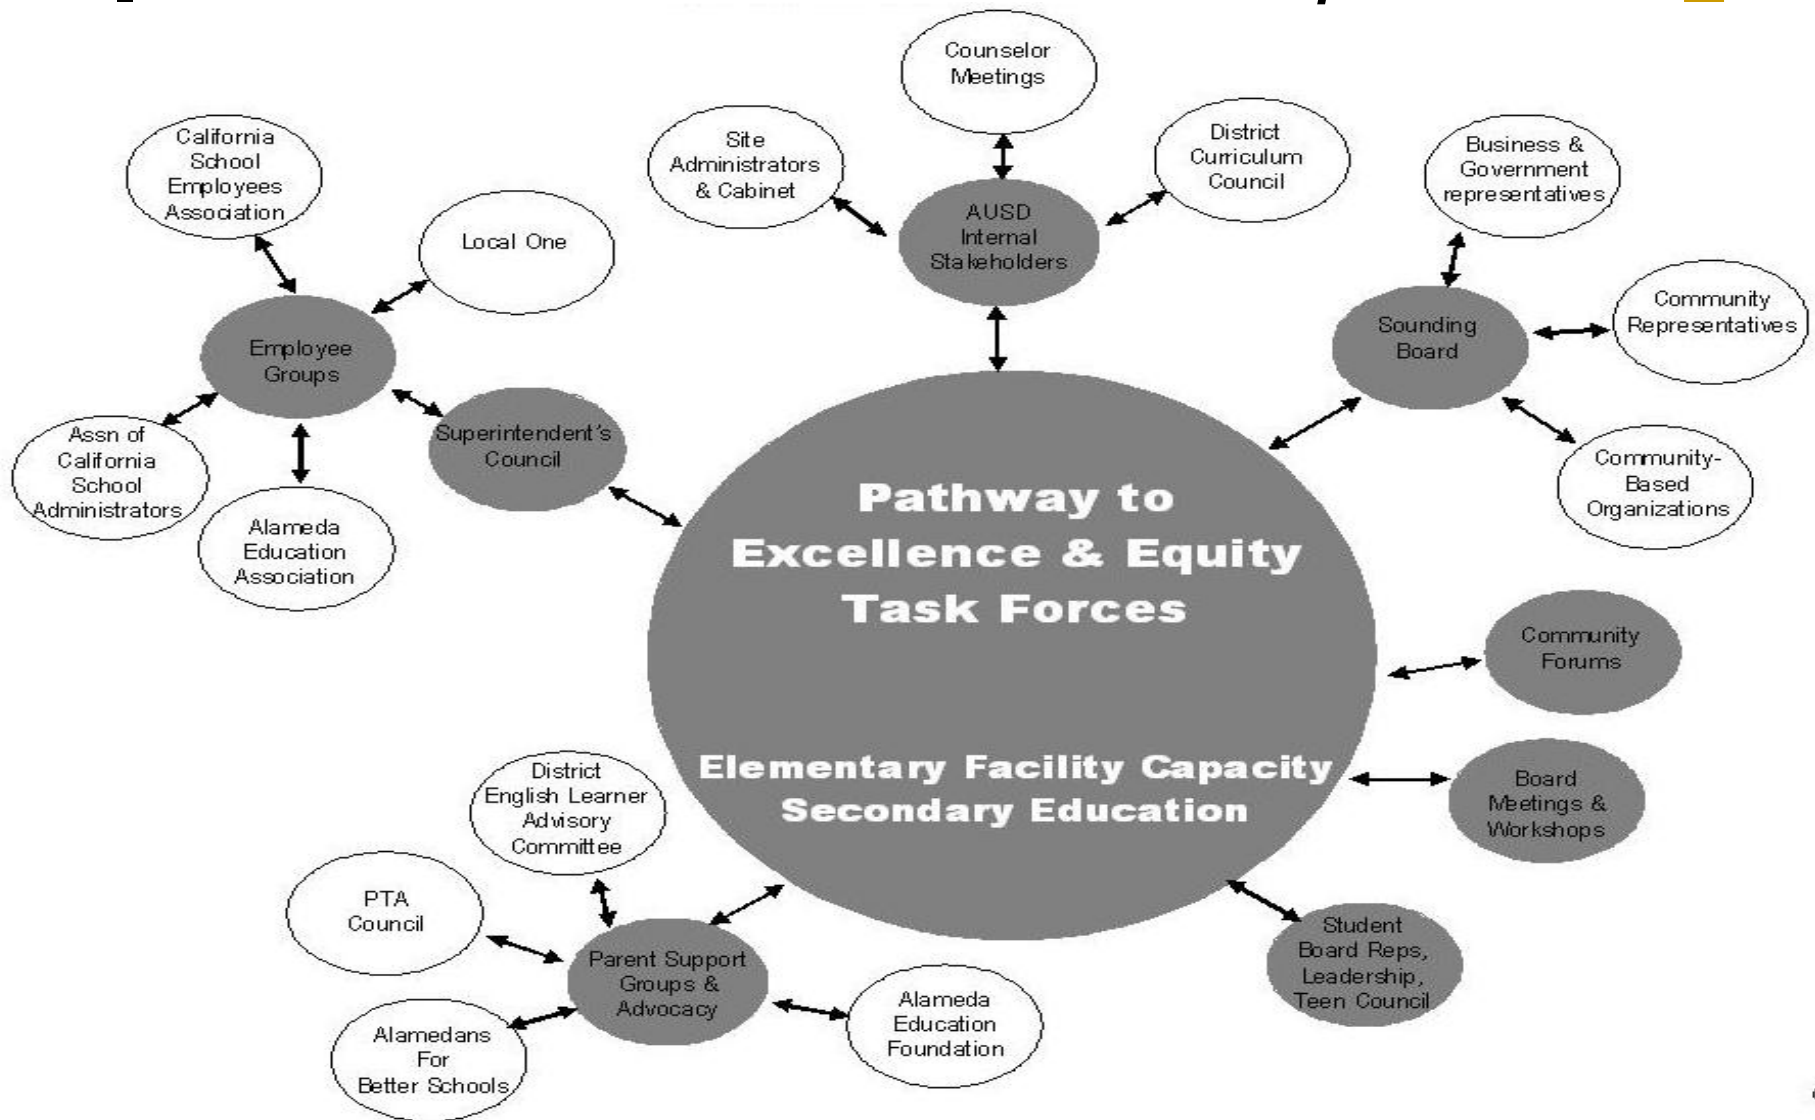 Counselor
Meetings
Site
Administrators
& Cabinet
District
Curriculum
Council
AUSD
Internal
Stakeholders
California
School
Employees
Association
Local One
Employee
Groups
Assn of
California
School
Administrators
Alameda
Education
Association
Superintendent's
Council
Business &
Government
representatives
Sounding
Board
Community
Representatives
Community-
Based
Organizations
Pathway to
Excellence & Equity
Task Forces
Elementary Facility Capacity
Secondary Education
Community
Forums
Board
Meetings &
Workshops
Student
Board Reps,
Leadership,
Teen Council
District
English Learner
Advisory
Committee
PTA
Council
Parent Support
Groups &
Advocacy
Alamedans
For
Better Schools
Alameda
Education
Foundation